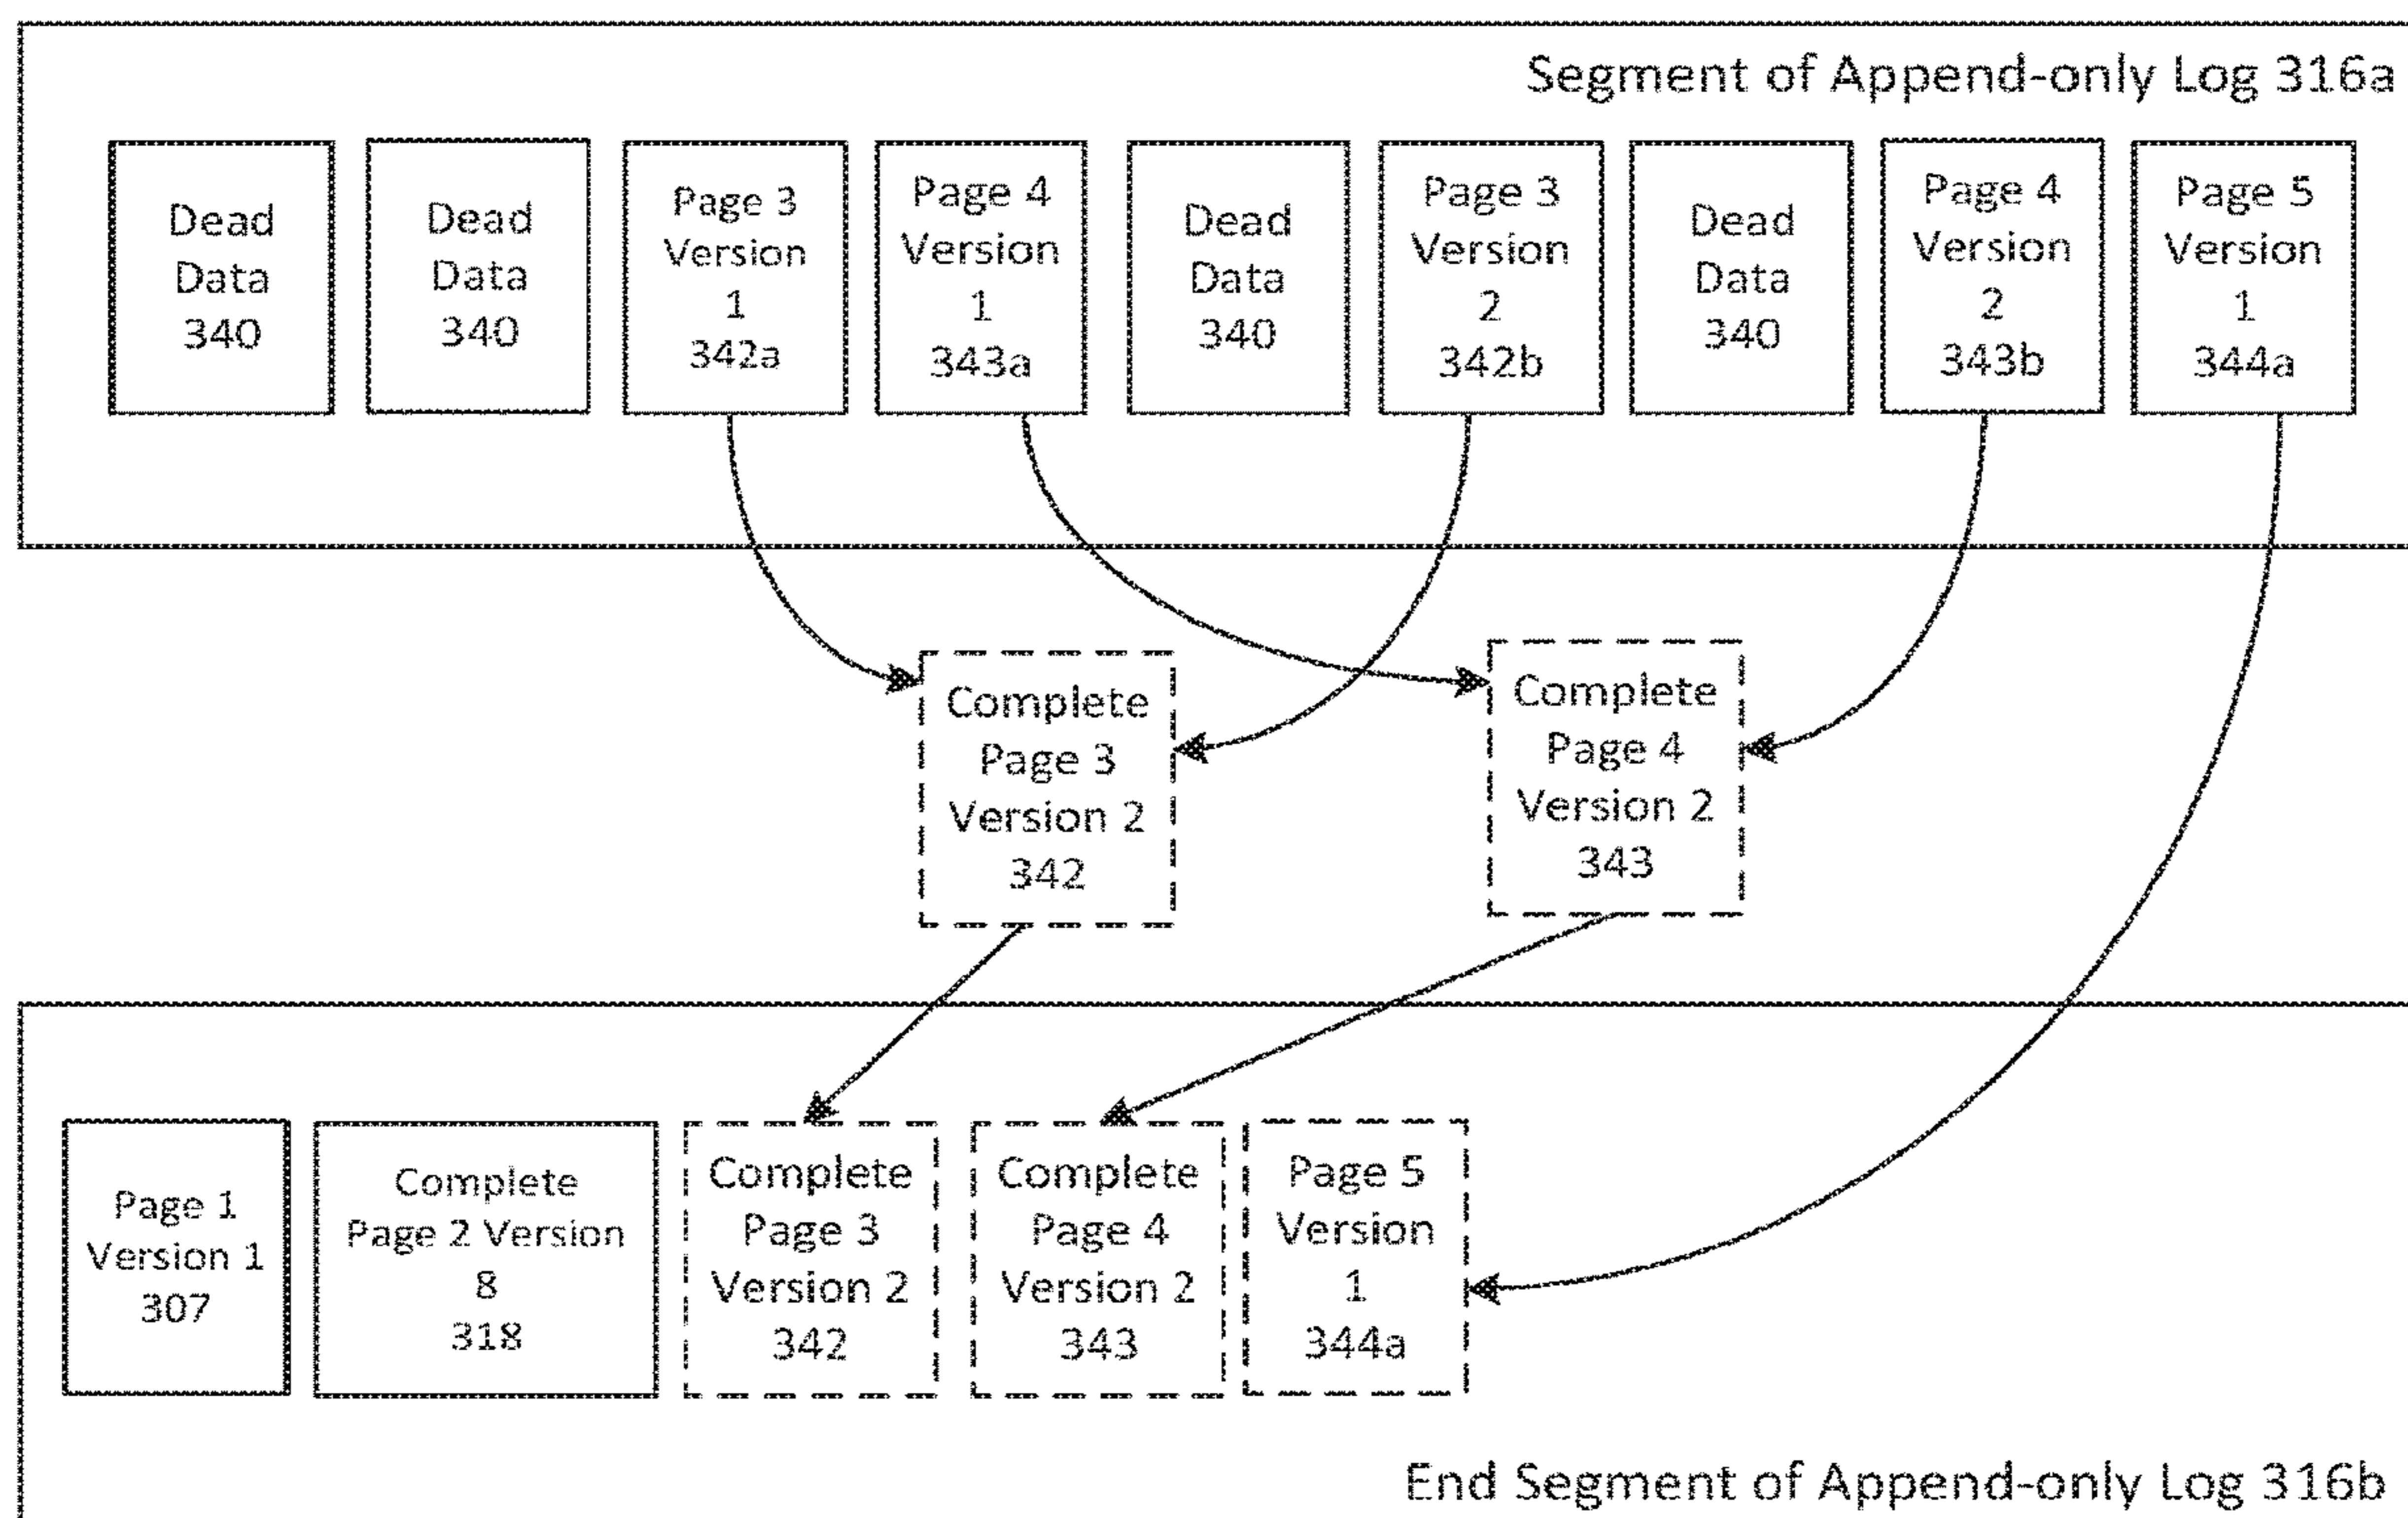 Segment of Append-only Log 316a
Dead
Data
340
Dead
Data
340
Page 3
Version
1
342a
Page 4
Version
1
343a
Dead
Data
340
Page 3
Version
2
342b
Dead
Data
340
Page 4
Version
2
343b
Page 5
Version
1
344a
Complete
Page 3
Version 2
342
Complete
Page 4
Version 2
343
Page 1
Version 1
307
Complete
Page 2 Version
8
318
Complete
Page 3
Version 2
342
Complete
Page 4
Version 2
343
Page 5
Version
1
344a
End Segment of Append-only Log 316b